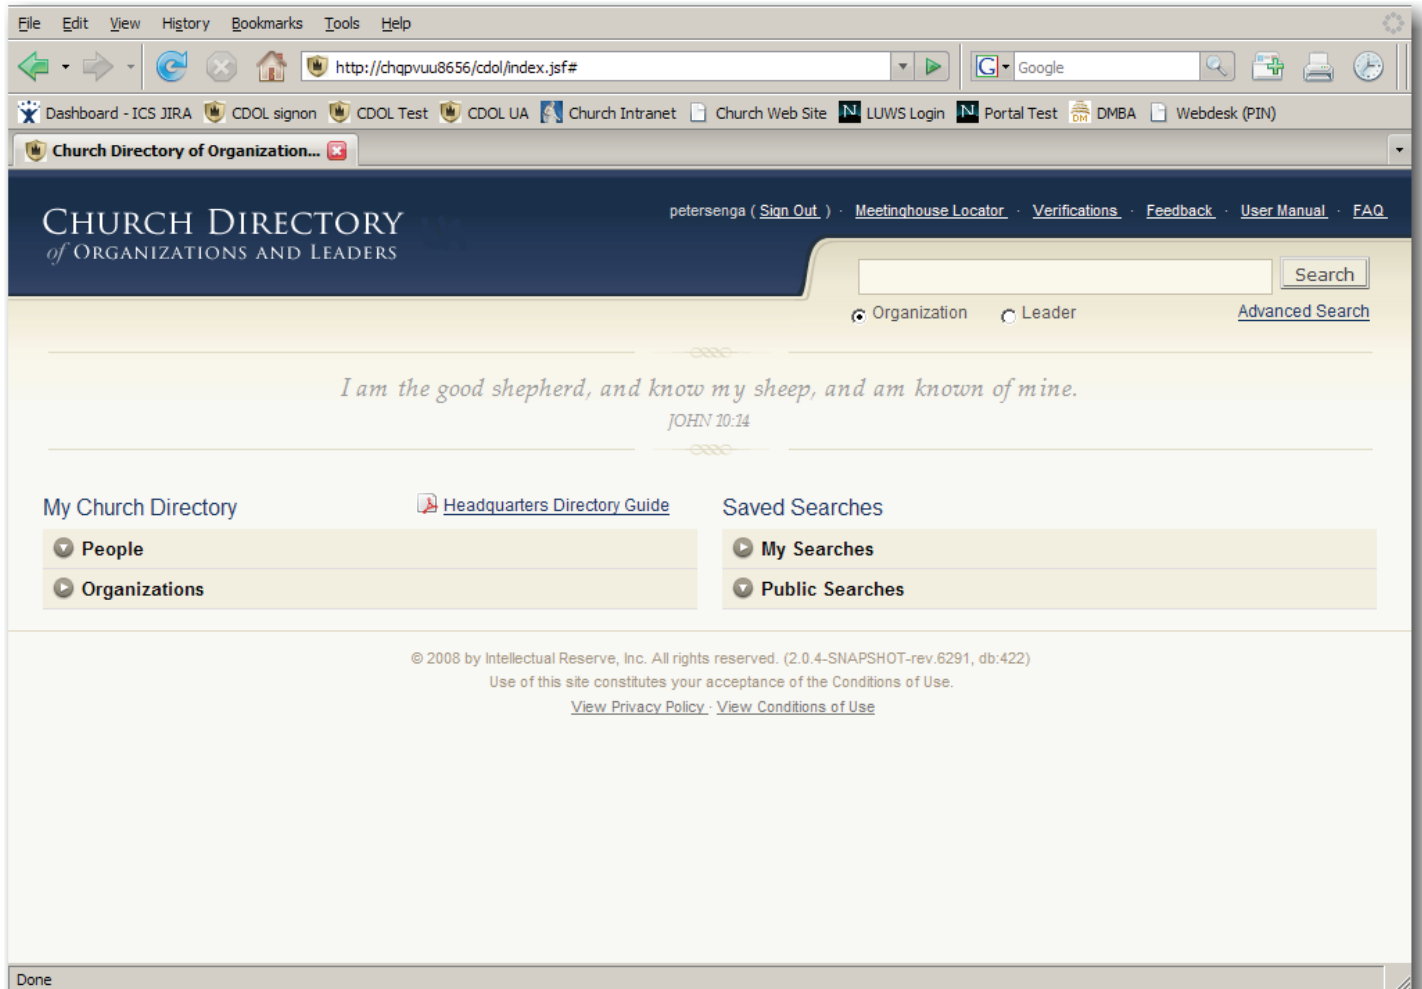 File Edit View History Bookmarks Tools Help
http://chqpvuu8656/cdol/index.jsf# G Google
Dashboard - ICS JIRA CDOL signon CDOL Test CDOL UA Church Intranet Church Web Site N LUWS Login N Portal Test DM DMBA Webdesk (PIN)
Church Directory of Organization...
CHURCH DIRECTORY
of ORGANIZATIONS AND LEADERS
petersenga ( Sign Out ) · Meetinghouse Locator · Verifications · Feedback · User Manual · FAQ
Search
Organization Leader Advanced Search
I am the good shepherd, and know my sheep, and am known of mine.
JOHN 10:14
My Church Directory Headquarters Directory Guide
People
Organizations
Saved Searches
My Searches
Public Searches
© 2008 by Intellectual Reserve, Inc. All rights reserved. (2.0.4-SNAPSHOT-rev.6291, db:422)
Use of this site constitutes your acceptance of the Conditions of Use.
View Privacy Policy · View Conditions of Use
Done